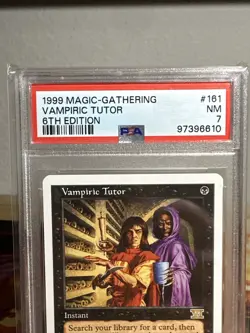 1999 MAGIC-GATHERING #161
VAMPIRIC TUTOR NM
6TH EDITION 7
PSA 97396610
Vampiric Tutor
Instant
Search your library for a card, then